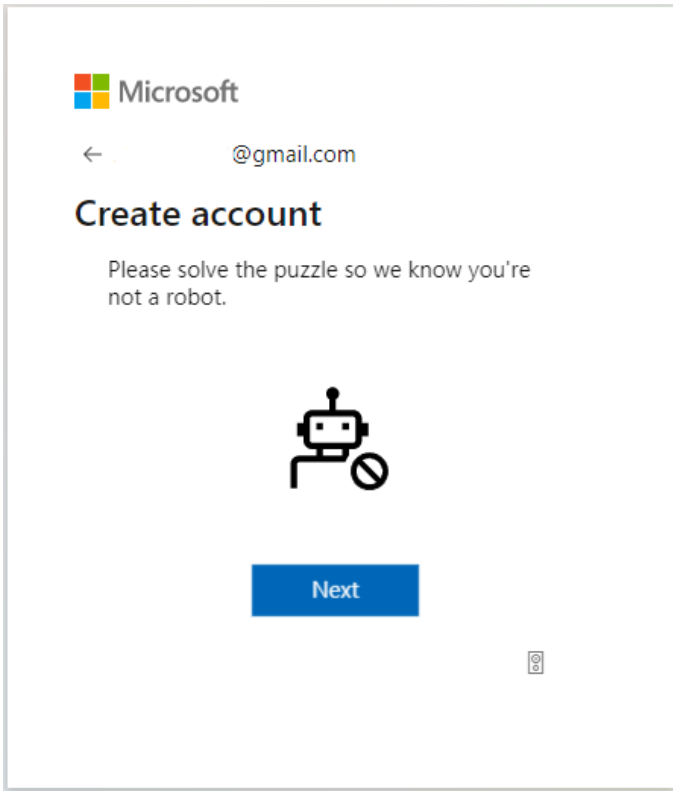 Microsoft
@gmail.com
Create account
Please solve the puzzle so we know you're
not a robot.
Next